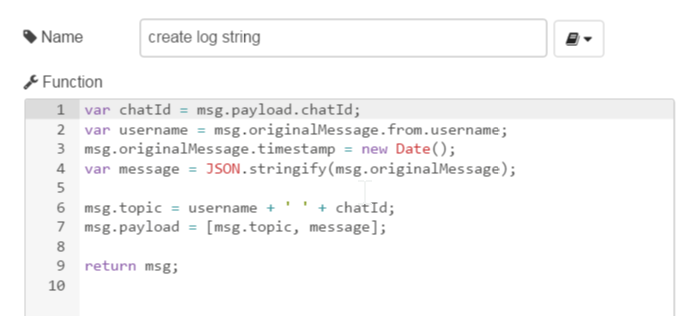 Name
create log string
Function
1 var chatId = msg.payload.chatId;
2 var username = msg.originalMessage.from.username;
3 msg.originalMessage.timestamp = new Date();
4 var message = JSON.stringify(msg.originalMessage);
5
6 msg.topic = username + ' ' + chatId;
7 msg.payload = [msg.topic, message];
8
9 return msg;
10